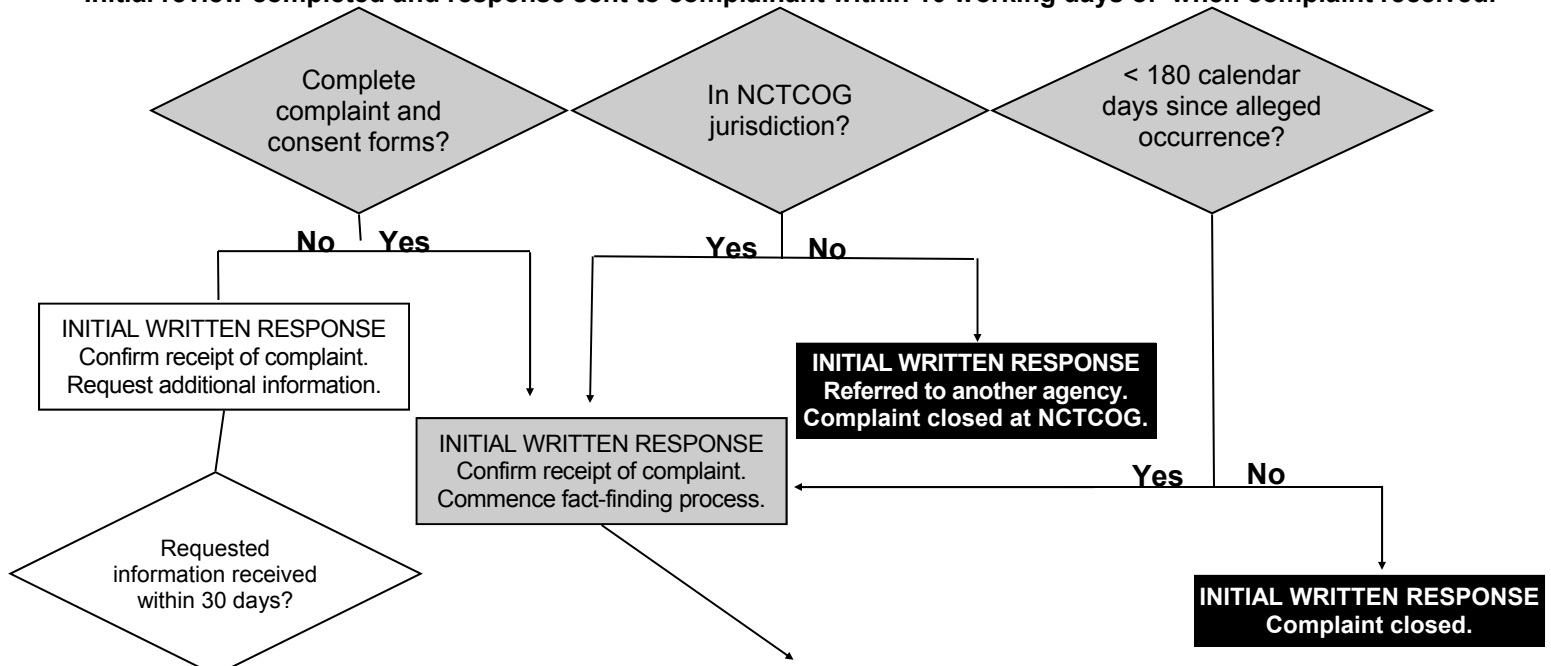 Initial review completed and response sent to complainant within 10 working days of when complaint received.
Complete
complaint and
consent forms?
In NCTCOG
jurisdiction?
< 180 calendar
days since alleged
occurrence?
No Yes
Yes No
INITIAL WRITTEN RESPONSE
Confirm receipt of complaint.
Request additional information.
INITIAL WRITTEN RESPONSE
Referred to another agency.
Complaint closed at NCTCOG.
INITIAL WRITTEN RESPONSE
Confirm receipt of complaint.
Commence fact-finding process.
Yes No
Requested
information received
within 30 days?
INITIAL WRITTEN RESPONSE
Complaint closed.